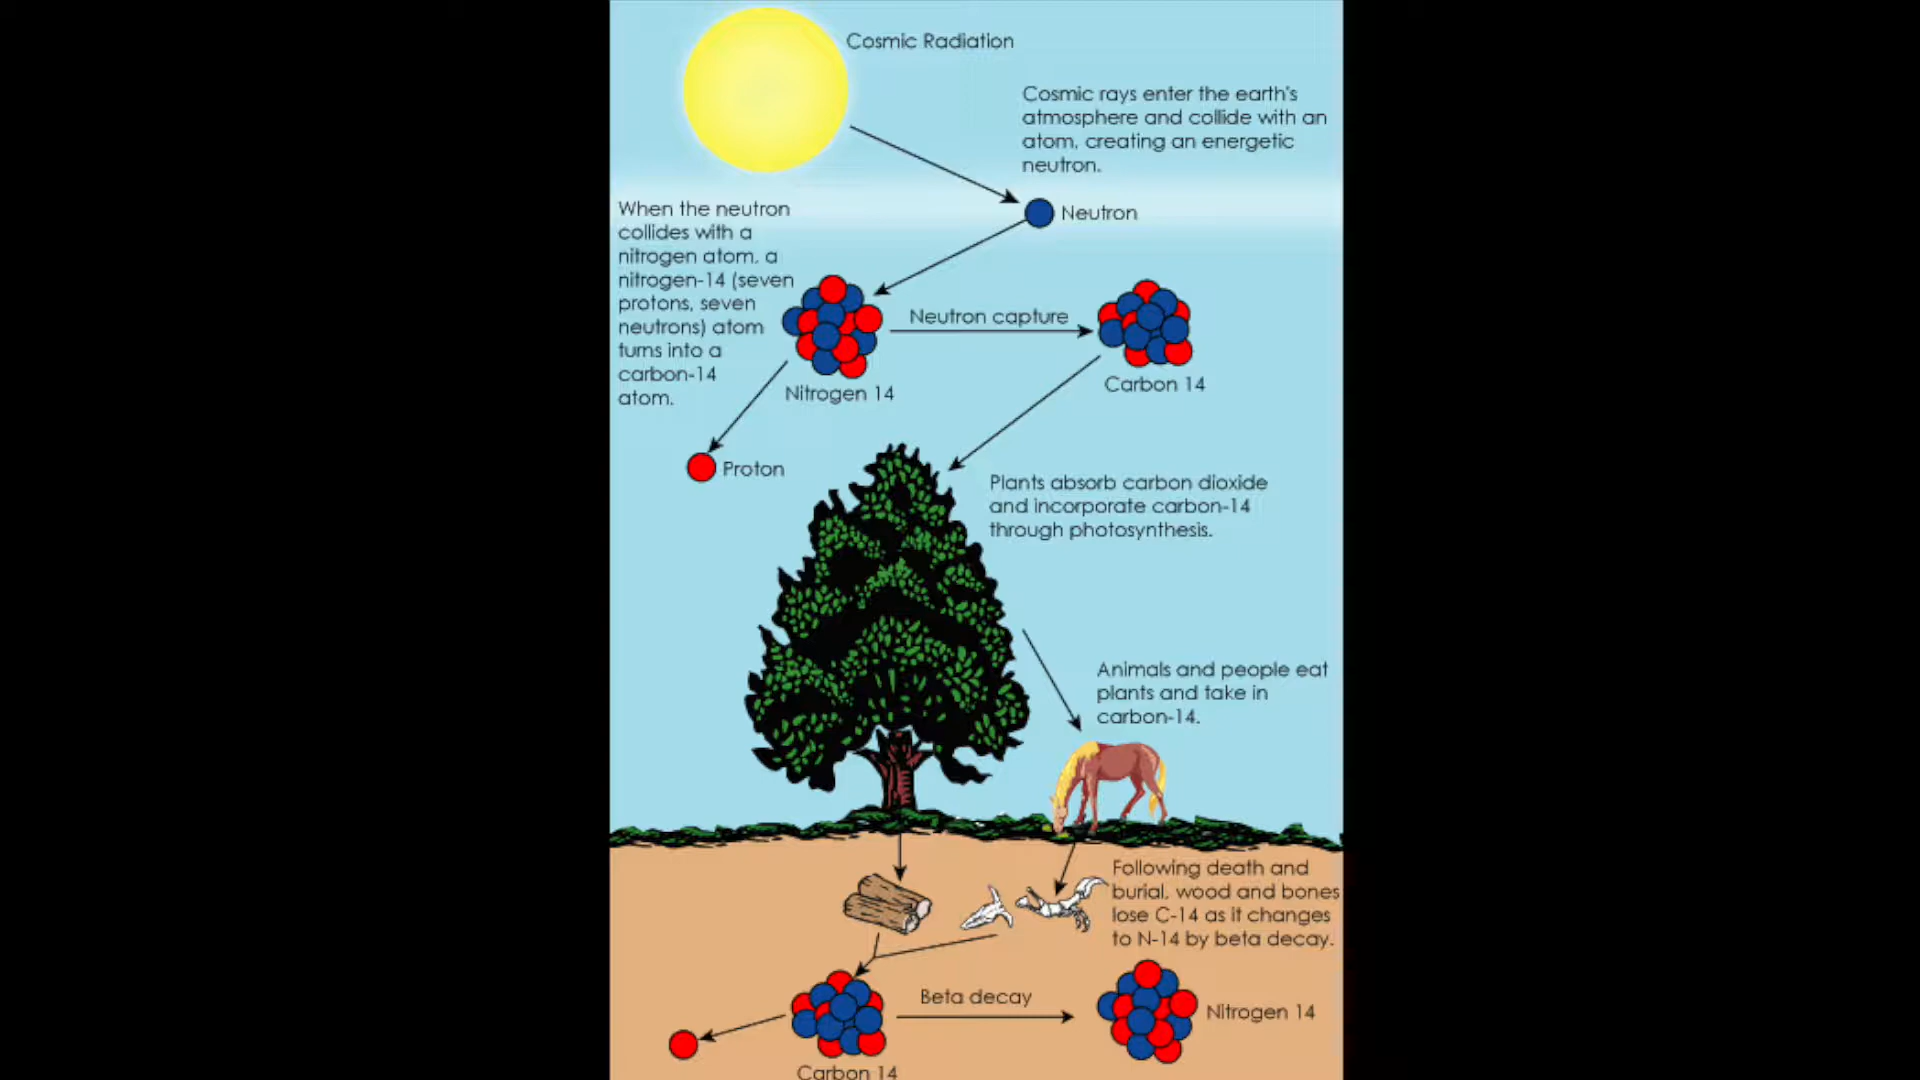 Cosmic Radiation
Cosmic rays enter the earth's
atmosphere and collide with an
atom, creating an energetic
neutron.
Neutron
When the neutron
collides with a
nitrogen atom, a
nitrogen-14 (seven
protons, seven
neutrons) atom
turns into a
carbon-14
atom.
Neutron capture
Nitrogen 14
Carbon 14
Proton
Plants absorb carbon dioxide
and incorporate carbon-14
through photosynthesis.
Animals and people eat
plants and take in
carbon-14.
Following death and
burial, wood and bones
lose C-14 as it changes
to N-14 by beta decay.
Beta decay
Nitrogen 14
Carbon 14